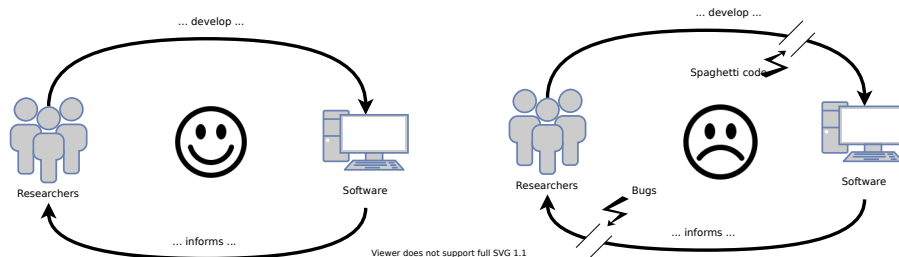 ... develop ...
Researchers
Software
... informs ...
... develop ...
Spaghetti code
Researchers
Bugs
Software
... informs ...
Viewer does not support full SVG 1.1